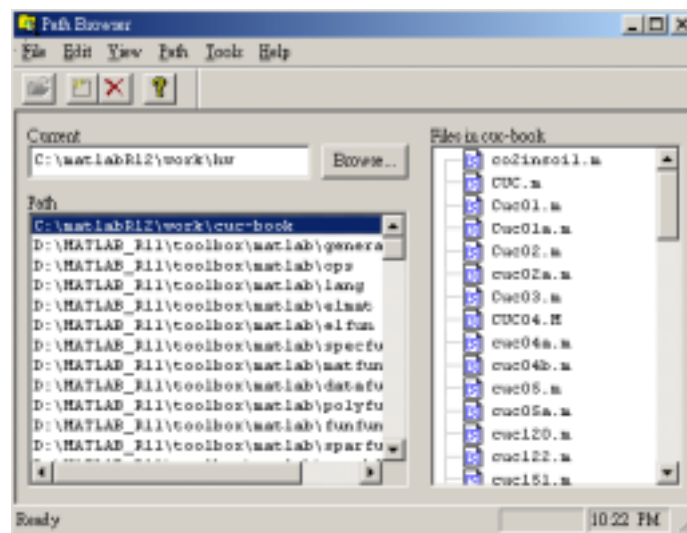 Path Browser
File Edit View Path Tools Help
Current
C:\matlabR12\work\hw
Browse...
Path
C:\matlabR12\work\cuc-book
D:\MATLAB_R11\toolbox\matlab\genera
D:\MATLAB_R11\toolbox\matlab\ops
D:\MATLAB_R11\toolbox\matlab\lang
D:\MATLAB_R11\toolbox\matlab\elmat
D:\MATLAB_R11\toolbox\matlab\elfun
D:\MATLAB_R11\toolbox\matlab\specfu
D:\MATLAB_R11\toolbox\matlab\matfun
D:\MATLAB_R11\toolbox\matlab\datafu
D:\MATLAB_R11\toolbox\matlab\polyfu
D:\MATLAB_R11\toolbox\matlab\funfun
D:\MATLAB_R11\toolbox\matlab\sparfu
Files in cuc-book
co2insoil.m
CUC.m
Cuc01.m
Cuc01a.m
Cuc02.m
cuc02a.m
Cuc03.m
CUC04.M
cuc04a.m
cuc04b.m
cuc05.m
cuc05a.m
cuc120.m
cuc122.m
cuc151.m
Ready
10:22 PM